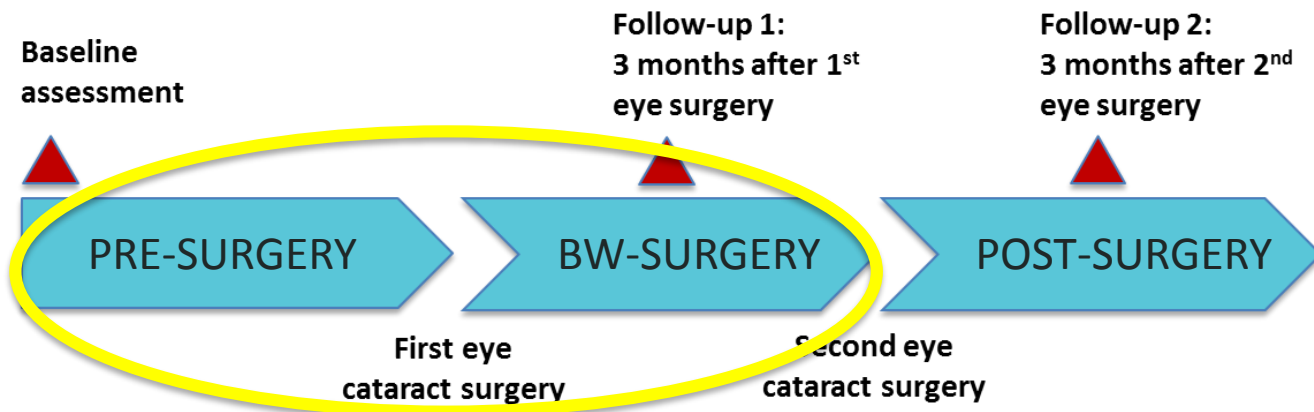 Baseline
assessment
Follow-up 1:
3 months after 1st
eye surgery
Follow-up 2:
3 months after 2nd
eye surgery
PRE-SURGERY
BW-SURGERY
POST-SURGERY
First eye
cataract surgery
Second eye
cataract surgery